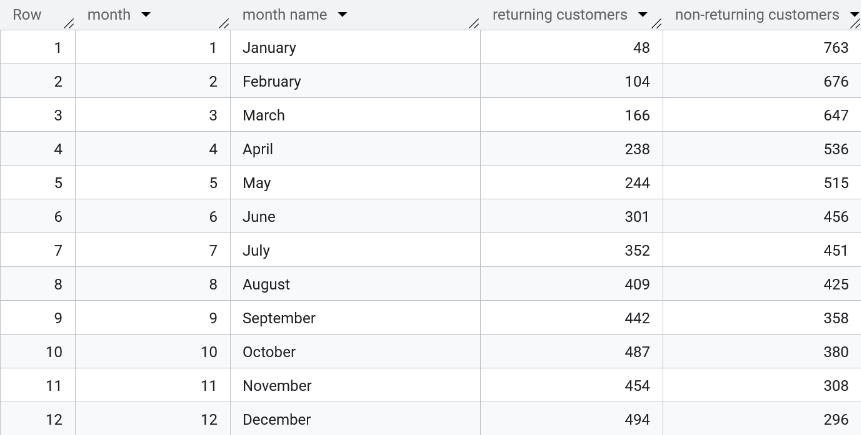 Row month month name returning customers non-returning customers
1 1 January 48 763
2 2 February 104 676
3 3 March 166 647
4 4 April 238 536
5 5 May 244 515
6 6 June 301 456
7 7 July 352 451
8 8 August 409 425
9 9 September 442 358
10 10 October 487 380
11 11 November 454 308
12 12 December 494 296